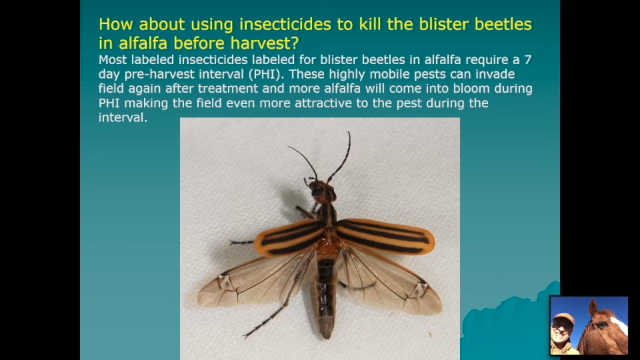 How about using insecticides to kill the blister beetles
in alfalfa before harvest?
Most labeled insecticides labeled for blister beetles in alfalfa require a 7
day pre-harvest interval (PHI). These highly mobile pests can invade
field again after treatment and more alfalfa will come into bloom during
PHI making the field even more attractive to the pest during the
interval.